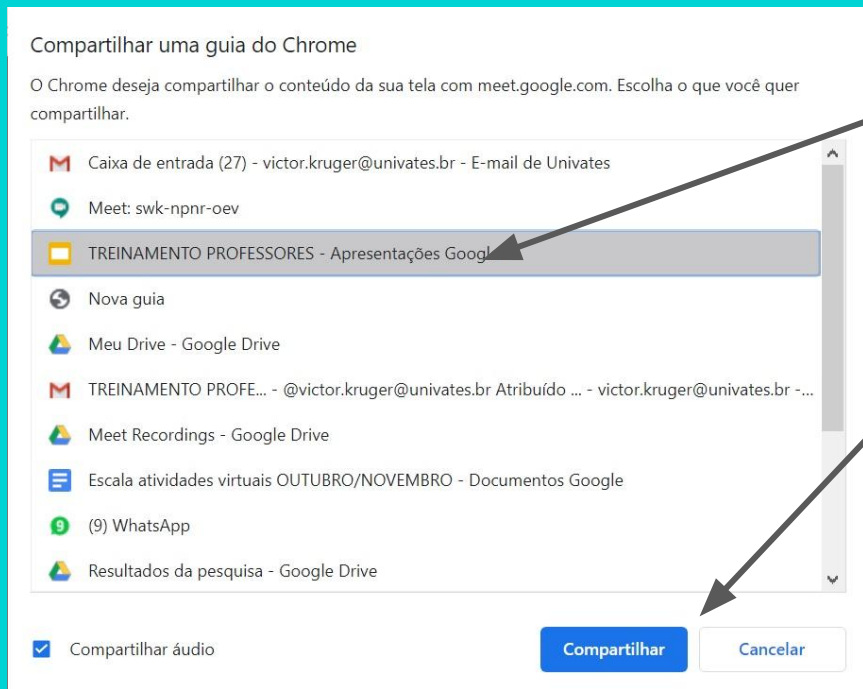 Compartilhar uma guia do Chrome
O Chrome deseja compartilhar o conteúdo da sua tela com meet.google.com. Escolha o que você quer
compartilhar.
Caixa de entrada (27) - victor.kruger@univates.br - E-mail de Univates
Meet: swk-npnr-oev
TREINAMENTO PROFESSORES - Apresentações Googl
Nova guia
Meu Drive - Google Drive
TREINAMENTO PROFE... - @victor.kruger@univates.br Atribuído ... - victor.kruger@univates.br -...
Meet Recordings - Google Drive
Escala atividades virtuais OUTUBRO/NOVEMBRO - Documentos Google
9 (9) WhatsApp
Resultados da pesquisa - Google Drive
Compartilhar áudio Compartilhar Cancelar